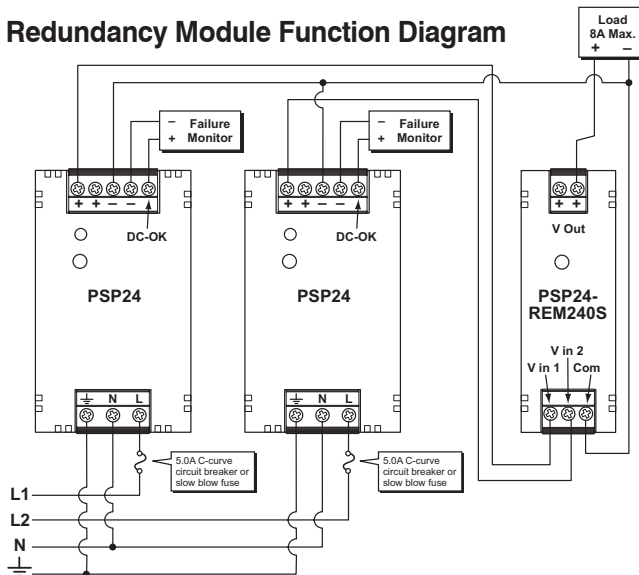 Redundancy Module Function Diagram
Load
8A Max.
+ –
– Failure
+ Monitor
– Failure
+ Monitor
+ + – –
DC-OK
PSP24
N L
+ + – –
DC-OK
PSP24
N L
+ +
V Out
PSP24-
REM240S
V in 2
V in 1 Com
5.0A C-curve
circuit breaker or
slow blow fuse
5.0A C-curve
circuit breaker or
slow blow fuse
L1
L2
N